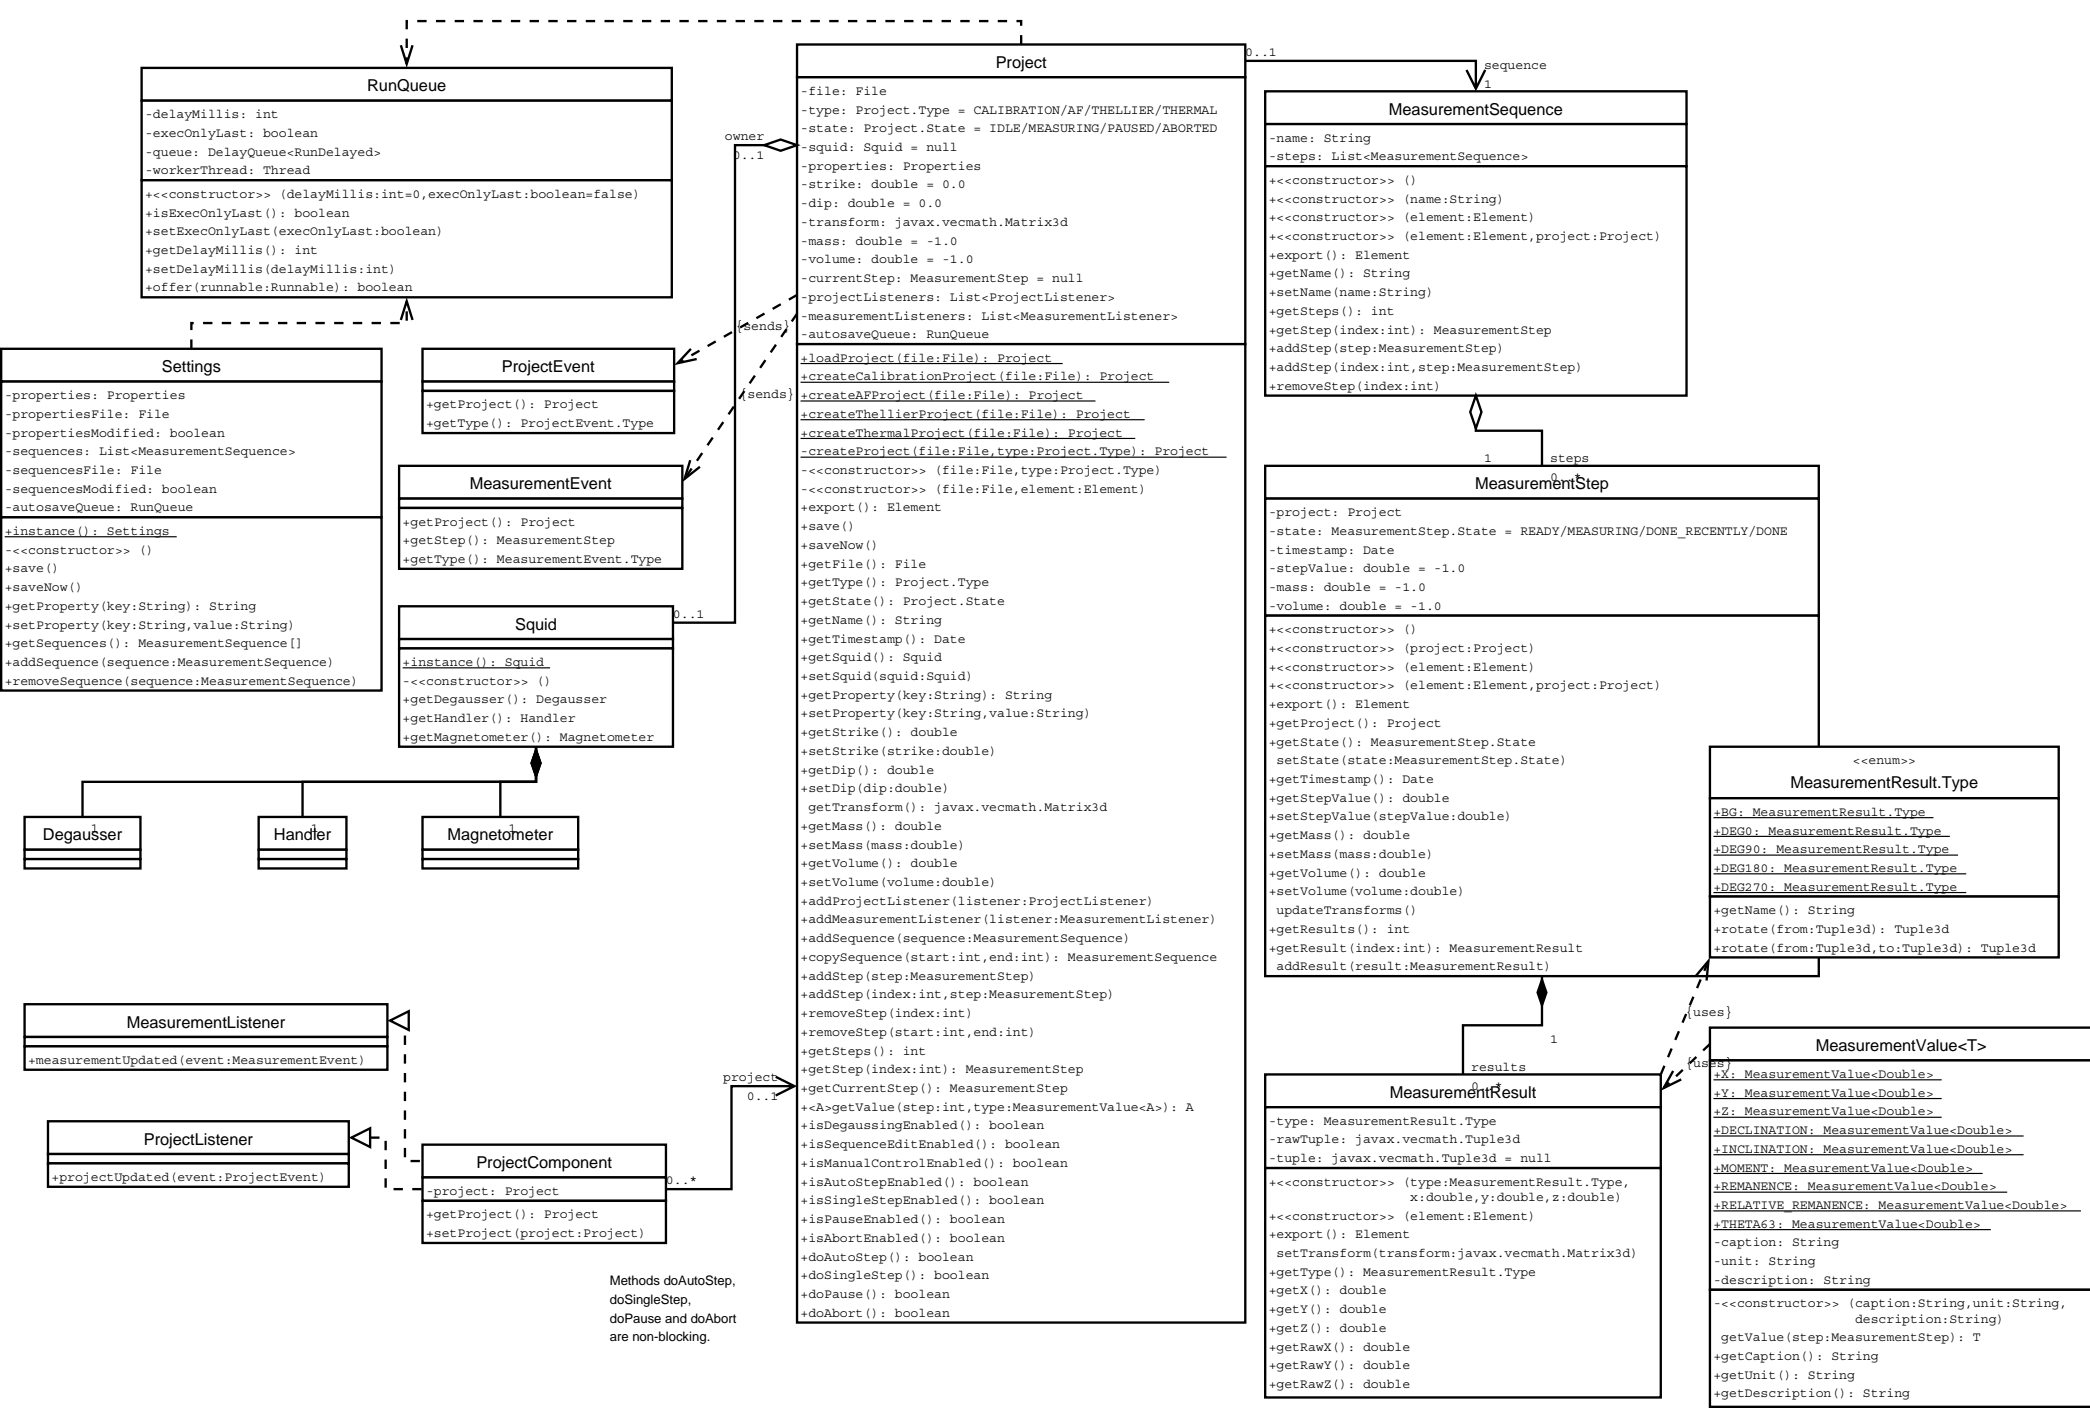 RunQueue
-delayMillis: int
-execOnlyLast: boolean
-queue: DelayQueue<RunDelayed>
-workerThread: Thread
+<<constructor>> (delayMillis:int=0,execOnlyLast:boolean=false)
+isExecOnlyLast(): boolean
+setExecOnlyLast(execOnlyLast:boolean)
+getDelayMillis(): int
+setDelayMillis(delayMillis:int)
+offer(runnable:Runnable): boolean
Settings
-properties: Properties
-propertiesFile: File
-propertiesModified: boolean
-sequences: List<MeasurementSequence>
-sequencesFile: File
-sequencesModified: boolean
-autosaveQueue: RunQueue
+instance(): Settings
-<<constructor>> ()
+save()
+saveNow()
+getProperty(key:String): String
+setProperty(key:String,value:String)
+getSequences(): MeasurementSequence[]
+addSequence(sequence:MeasurementSequence)
+removeSequence(sequence:MeasurementSequence)
ProjectEvent
+getProject(): Project
+getType(): ProjectEvent.Type
{sends}
MeasurementEvent
+getProject(): Project
+getStep(): MeasurementStep
+getType(): MeasurementEvent.Type
{sends}
owner
0..1
Squid
0..1
+instance(): Squid
-<<constructor>> ()
+getDegausser(): Degausser
+getHandler(): Handler
+getMagnetometer(): Magnetometer
Degausser
1
Handler
1
Magnetometer
1
MeasurementListener
+measurementUpdated(event:MeasurementEvent)
ProjectListener
+projectUpdated(event:ProjectEvent)
ProjectComponent
-project: Project
+getProject(): Project
+setProject(project:Project)
0..*
project
0..1
Methods doAutoStep,
doSingleStep,
doPause and doAbort
are non-blocking.
Project
-file: File
-type: Project.Type = CALIBRATION/AF/THELLIER/THERMAL
-state: Project.State = IDLE/MEASURING/PAUSED/ABORTED
-squid: Squid = null
-properties: Properties
-strike: double = 0.0
-dip: double = 0.0
-transform: javax.vecmath.Matrix3d
-mass: double = -1.0
-volume: double = -1.0
-currentStep: MeasurementStep = null
-projectListeners: List<ProjectListener>
-measurementListeners: List<MeasurementListener>
-autosaveQueue: RunQueue
+loadProject(file:File): Project
+createCalibrationProject(file:File): Project
+createAFProject(file:File): Project
+createThellierProject(file:File): Project
+createThermalProject(file:File): Project
-createProject(file:File,type:Project.Type): Project
-<<constructor>> (file:File,type:Project.Type)
-<<constructor>> (file:File,element:Element)
+export(): Element
+save()
+saveNow()
+getFile(): File
+getType(): Project.Type
+getState(): Project.State
+getName(): String
+getTimestamp(): Date
+getSquid(): Squid
+setSquid(squid:Squid)
+getProperty(key:String): String
+setProperty(key:String,value:String)
+getStrike(): double
+setStrike(strike:double)
+getDip(): double
+setDip(dip:double)
getTransform(): javax.vecmath.Matrix3d
+getMass(): double
+setMass(mass:double)
+getVolume(): double
+setVolume(volume:double)
+addProjectListener(listener:ProjectListener)
+addMeasurementListener(listener:MeasurementListener)
+addSequence(sequence:MeasurementSequence)
+copySequence(start:int,end:int): MeasurementSequence
+addStep(step:MeasurementStep)
+addStep(index:int,step:MeasurementStep)
+removeStep(index:int)
+removeStep(start:int,end:int)
+getSteps(): int
+getStep(index:int): MeasurementStep
+getCurrentStep(): MeasurementStep
+<A>getValue(step:int,type:MeasurementValue<A>): A
+isDegaussingEnabled(): boolean
+isSequenceEditEnabled(): boolean
+isManualControlEnabled(): boolean
+isAutoStepEnabled(): boolean
+isSingleStepEnabled(): boolean
+isPauseEnabled(): boolean
+isAbortEnabled(): boolean
+doAutoStep(): boolean
+doSingleStep(): boolean
+doPause(): boolean
+doAbort(): boolean
0..1
sequence
1
MeasurementSequence
-name: String
-steps: List<MeasurementSequence>
+<<constructor>> ()
+<<constructor>> (name:String)
+<<constructor>> (element:Element)
+<<constructor>> (element:Element,project:Project)
+export(): Element
+getName(): String
+setName(name:String)
+getSteps(): int
+getStep(index:int): MeasurementStep
+addStep(step:MeasurementStep)
+addStep(index:int,step:MeasurementStep)
+removeStep(index:int)
1
steps
0..*
MeasurementStep
-project: Project
-state: MeasurementStep.State = READY/MEASURING/DONE_RECENTLY/DONE
-timestamp: Date
-stepValue: double = -1.0
-mass: double = -1.0
-volume: double = -1.0
+<<constructor>> ()
+<<constructor>> (project:Project)
+<<constructor>> (element:Element)
+<<constructor>> (element:Element,project:Project)
+export(): Element
+getProject(): Project
+getState(): MeasurementStep.State
setState(state:MeasurementStep.State)
+getTimestamp(): Date
+getStepValue(): double
+setStepValue(stepValue:double)
+getMass(): double
+setMass(mass:double)
+getVolume(): double
+setVolume(volume:double)
updateTransforms()
+getResults(): int
+getResult(index:int): MeasurementResult
addResult(result:MeasurementResult)
<<enum>>
MeasurementResult.Type
+BG: MeasurementResult.Type
+DEG0: MeasurementResult.Type
+DEG90: MeasurementResult.Type
+DEG180: MeasurementResult.Type
+DEG270: MeasurementResult.Type
+getName(): String
+rotate(from:Tuple3d): Tuple3d
+rotate(from:Tuple3d,to:Tuple3d): Tuple3d
{uses}
1
results
0..*
MeasurementResult
-type: MeasurementResult.Type
-rawTuple: javax.vecmath.Tuple3d
-tuple: javax.vecmath.Tuple3d = null
+<<constructor>> (type:MeasurementResult.Type,
x:double,y:double,z:double)
+<<constructor>> (element:Element)
+export(): Element
setTransform(transform:javax.vecmath.Matrix3d)
+getType(): MeasurementResult.Type
+getX(): double
+getY(): double
+getZ(): double
+getRawX(): double
+getRawY(): double
+getRawZ(): double
{uses}
MeasurementValue<T>
+X: MeasurementValue<Double>
+Y: MeasurementValue<Double>
+Z: MeasurementValue<Double>
+DECLINATION: MeasurementValue<Double>
+INCLINATION: MeasurementValue<Double>
+MOMENT: MeasurementValue<Double>
+REMANENCE: MeasurementValue<Double>
+RELATIVE_REMANENCE: MeasurementValue<Double>
+THETA63: MeasurementValue<Double>
-caption: String
-unit: String
-description: String
-<<constructor>> (caption:String,unit:String,
description:String)
getValue(step:MeasurementStep): T
+getCaption(): String
+getUnit(): String
+getDescription(): String